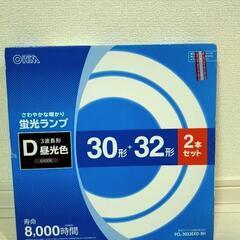 OHM
さわやかな明かり
蛍光ランプ
3波長形
D 昼光色
30形+32形
2本
セット
寿命
8,000時間